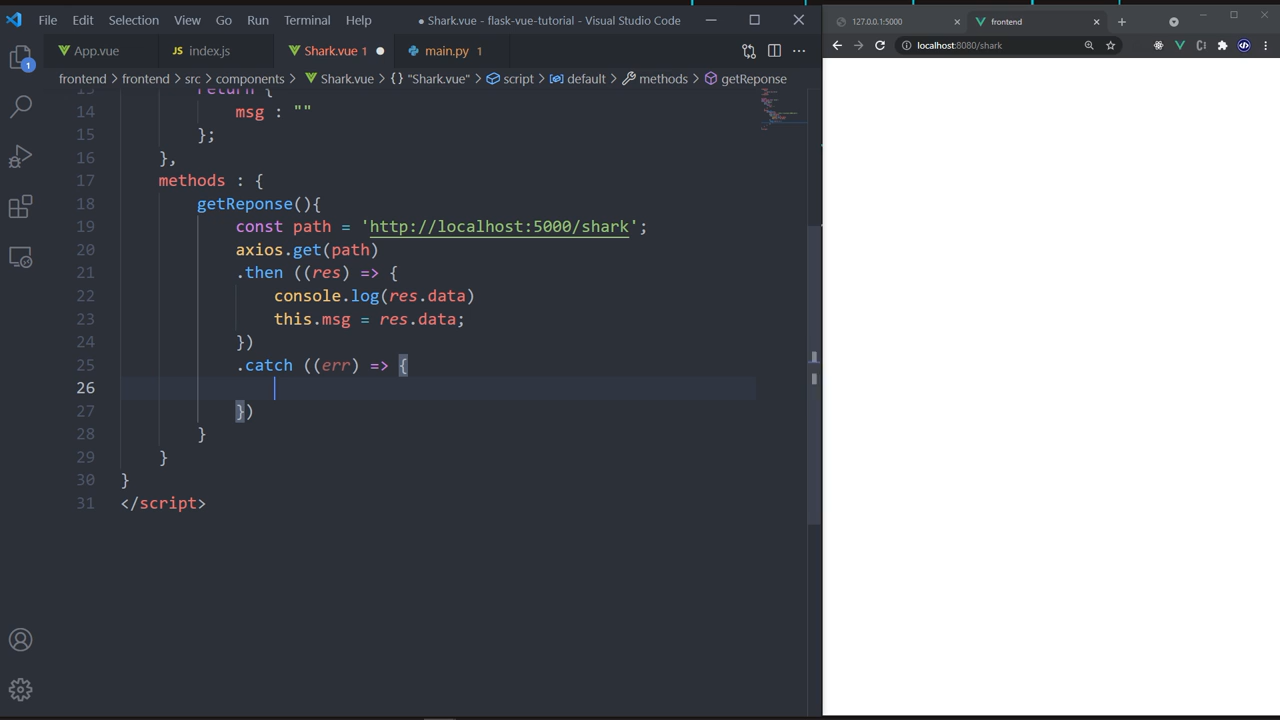 File Edit Selection View Go Run Terminal Help
● Shark.vue - flask-vue-tutorial - Visual Studio Code
127.0.0.1:5000
frontend
App.vue
index.js
Shark.vue 1
main.py 1
localhost:8080/shark
frontend > frontend > src > components > Shark.vue > {} "Shark.vue" > script > default > methods > getReponse
1
13 return {
14 msg : ""
15 };
16 },
17 methods : {
18 getReponse(){
19 const path = 'http://localhost:5000/shark';
20 axios.get(path)
21 .then ((res) => {
22 console.log(res.data)
23 this.msg = res.data;
24 })
25 .catch ((err) => {
26
27 })
28 }
29 }
30 }
31 </script>